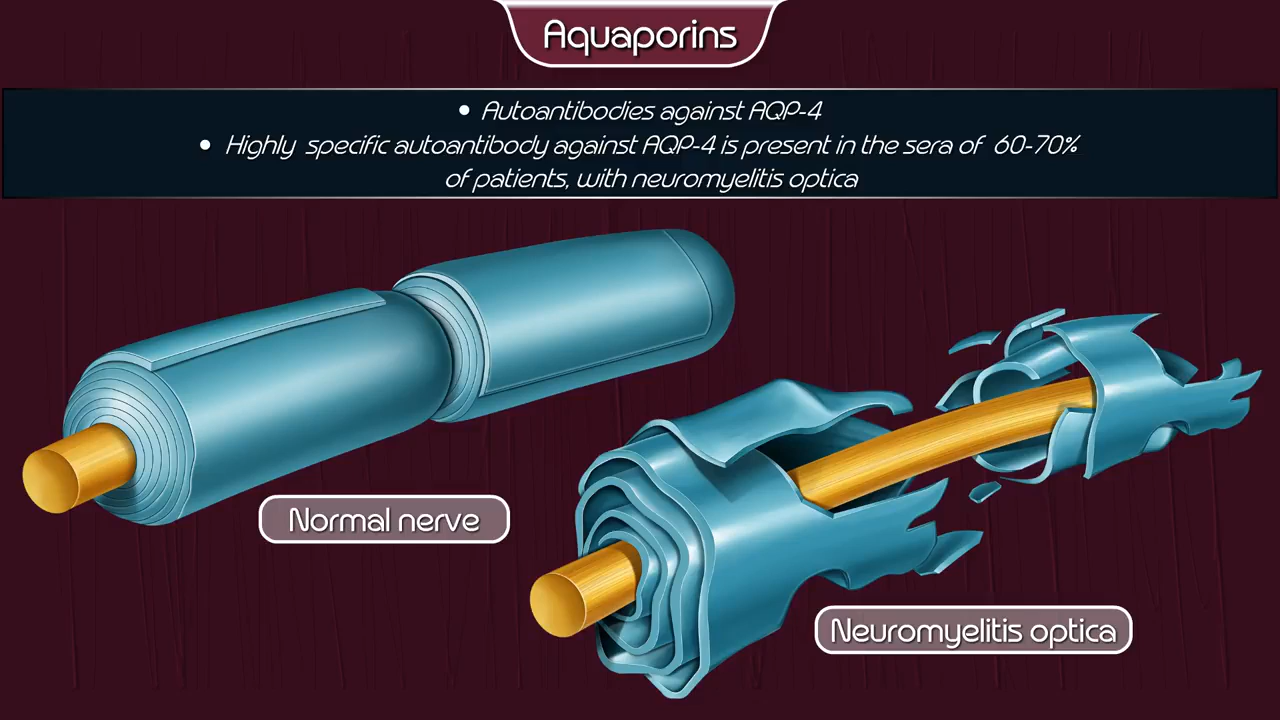 Aquaporins
• Autoantibodies against AQP-4
• Highly specific autoantibody against AQP-4 is present in the sera of 60-70%
of patients, with neuromyelitis optica
Normal nerve
Neuromyelitis optica